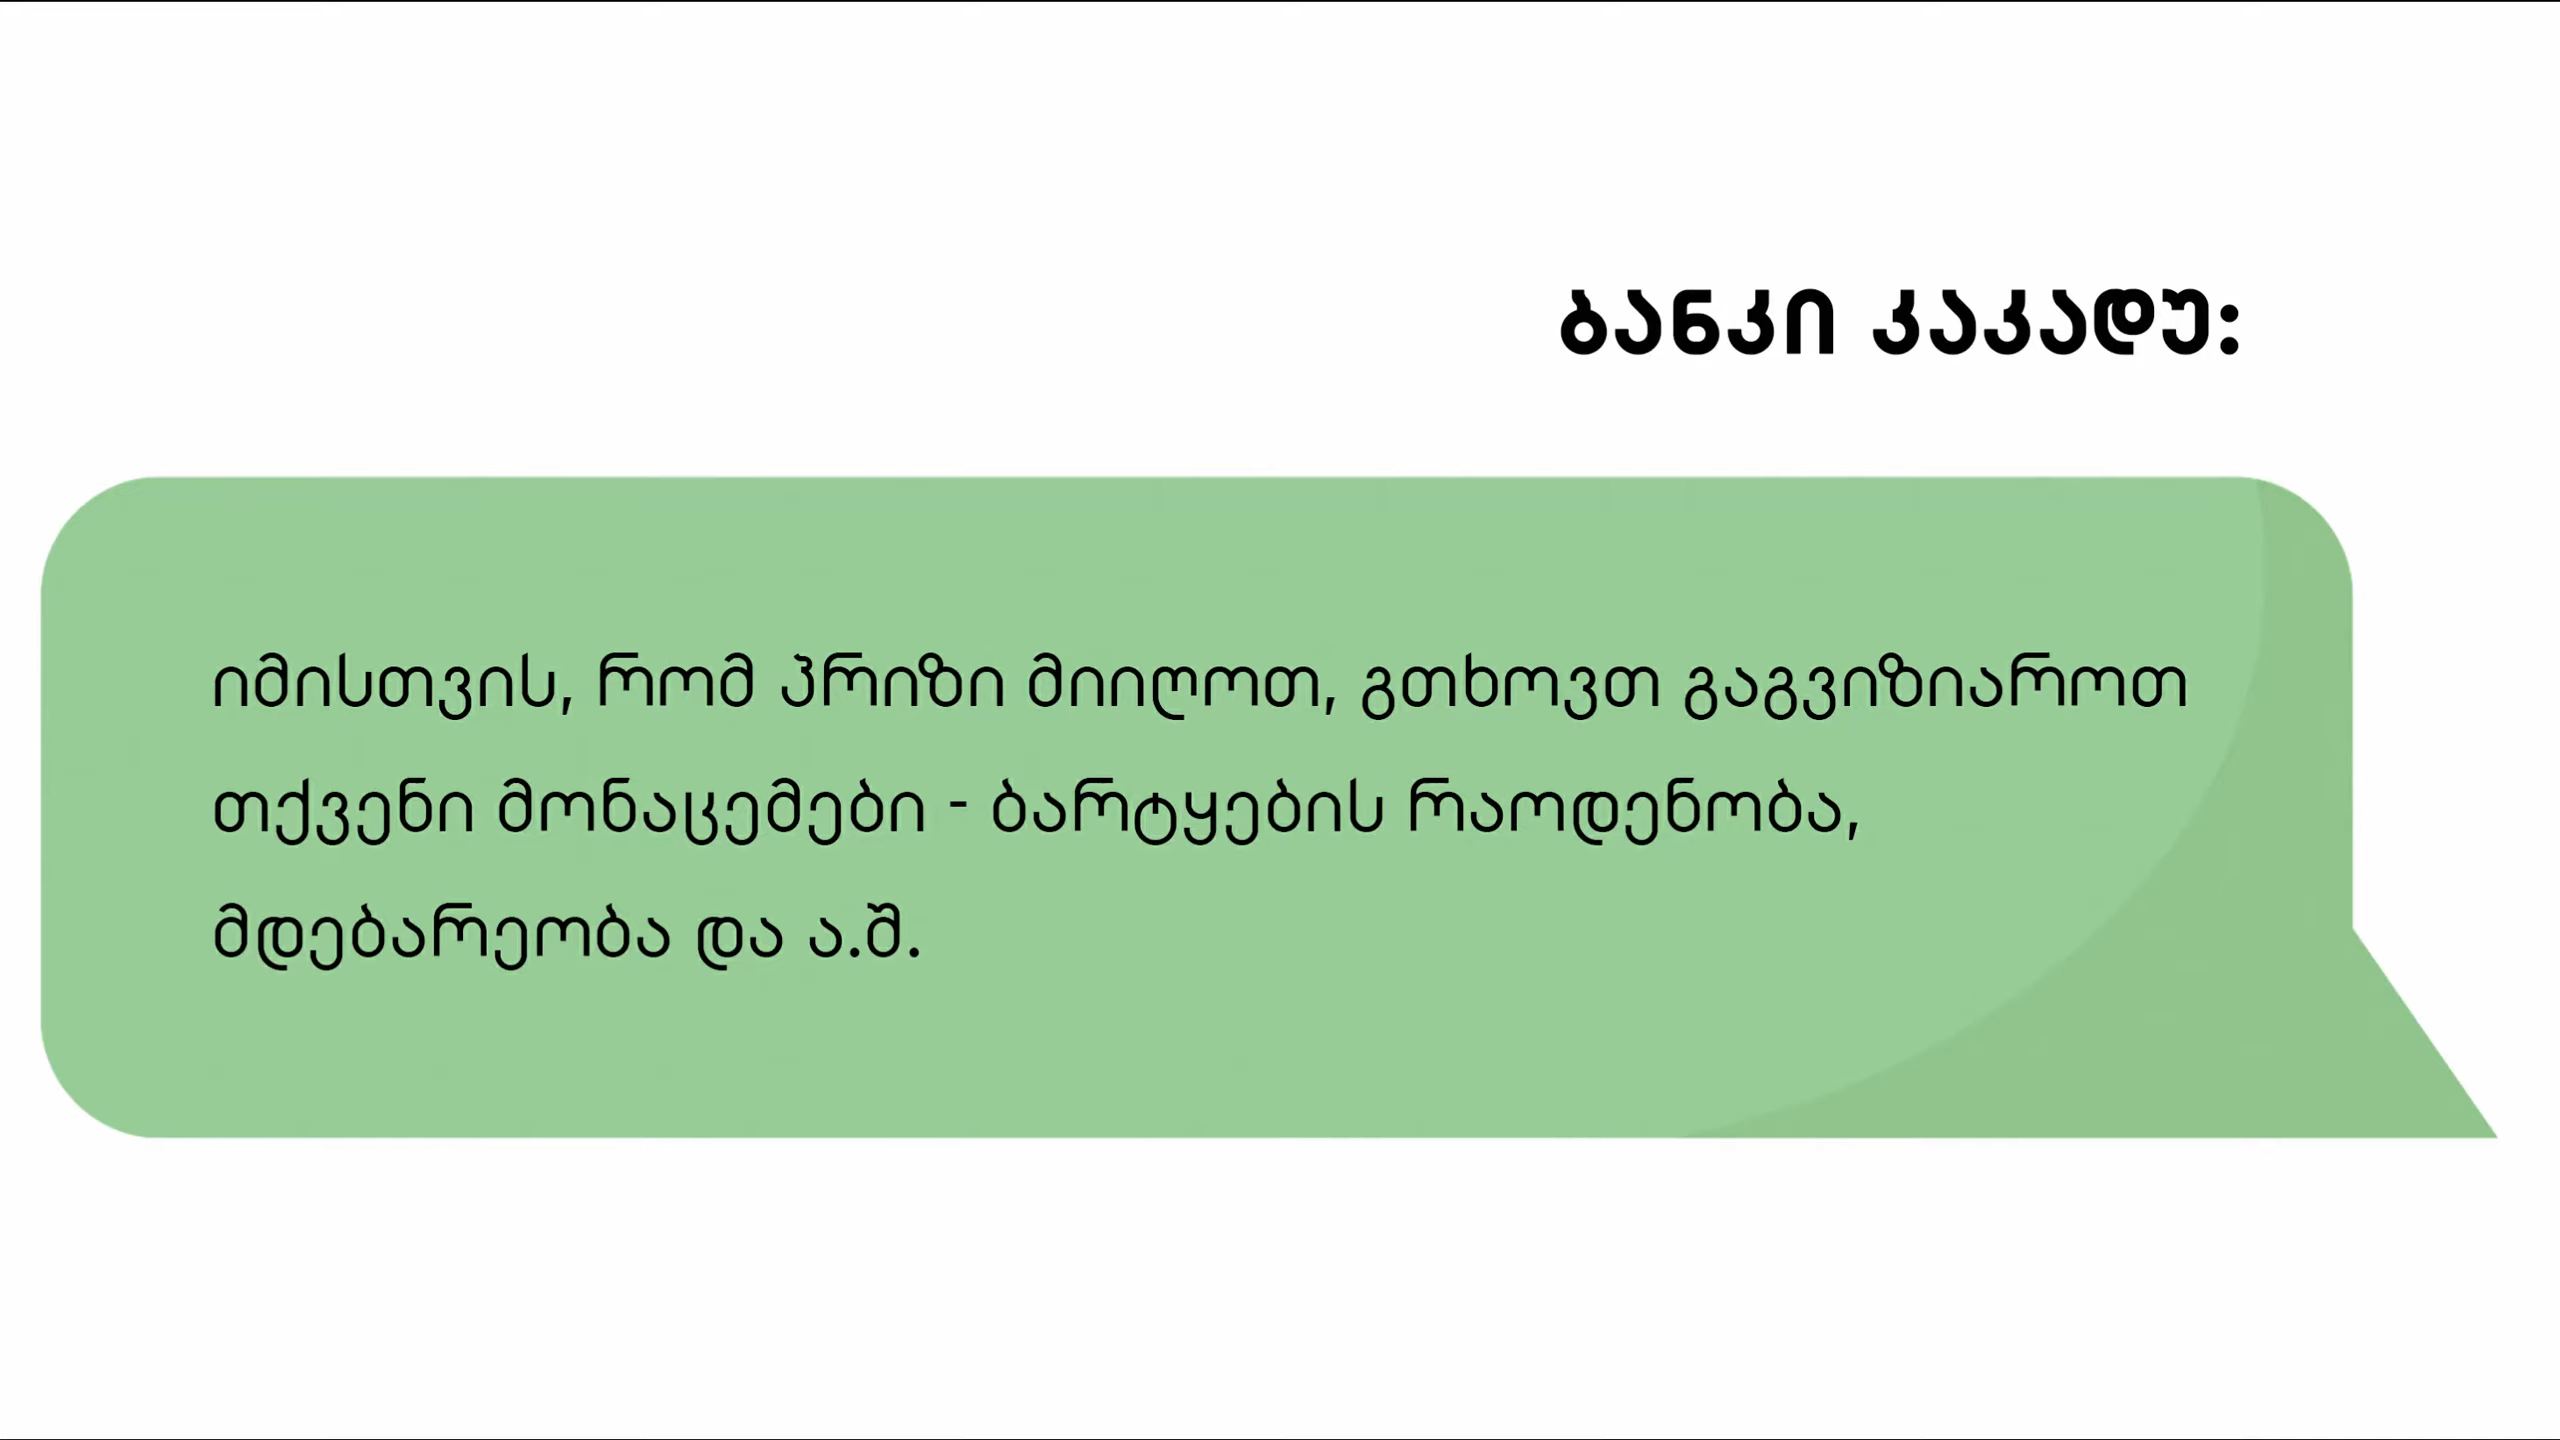 ბანკი კაკადუ:
იმისთვის, რომ პრიზი მიიღოთ, გთხოვთ გაგვიზიაროთ
თქვენი მონაცემები - ბარტყების რაოდენობა,
მდებარეობა და ა.შ.